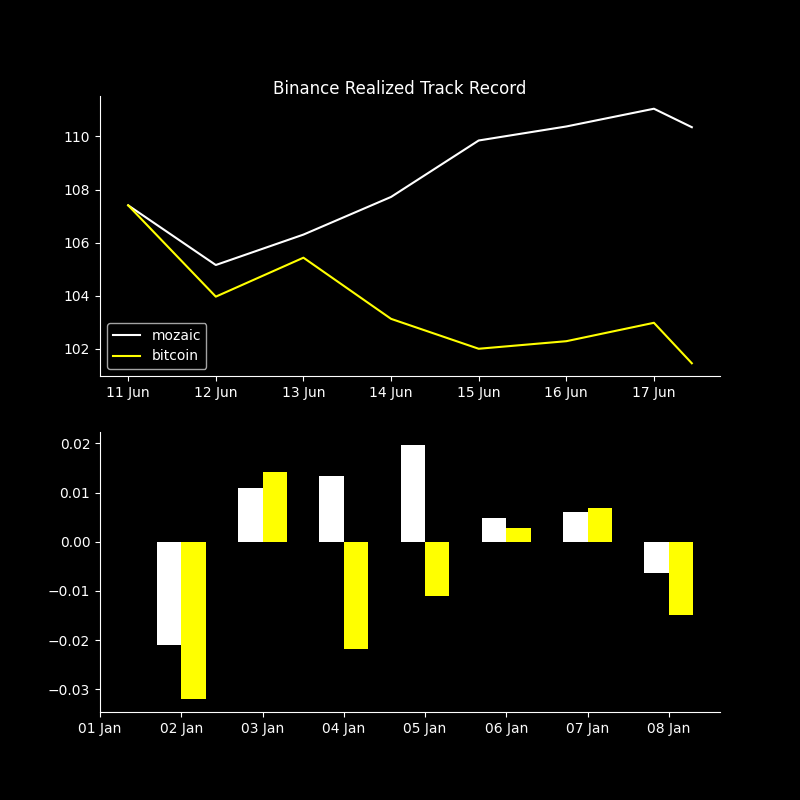 Binance Realized Track Record
110
108
106
104
102
mozaic
bitcoin
11 Jun 12 Jun 13 Jun 14 Jun 15 Jun 16 Jun 17 Jun
0.02
0.01
0.00
−0.01
−0.02
−0.03
01 Jan 02 Jan 03 Jan 04 Jan 05 Jan 06 Jan 07 Jan 08 Jan